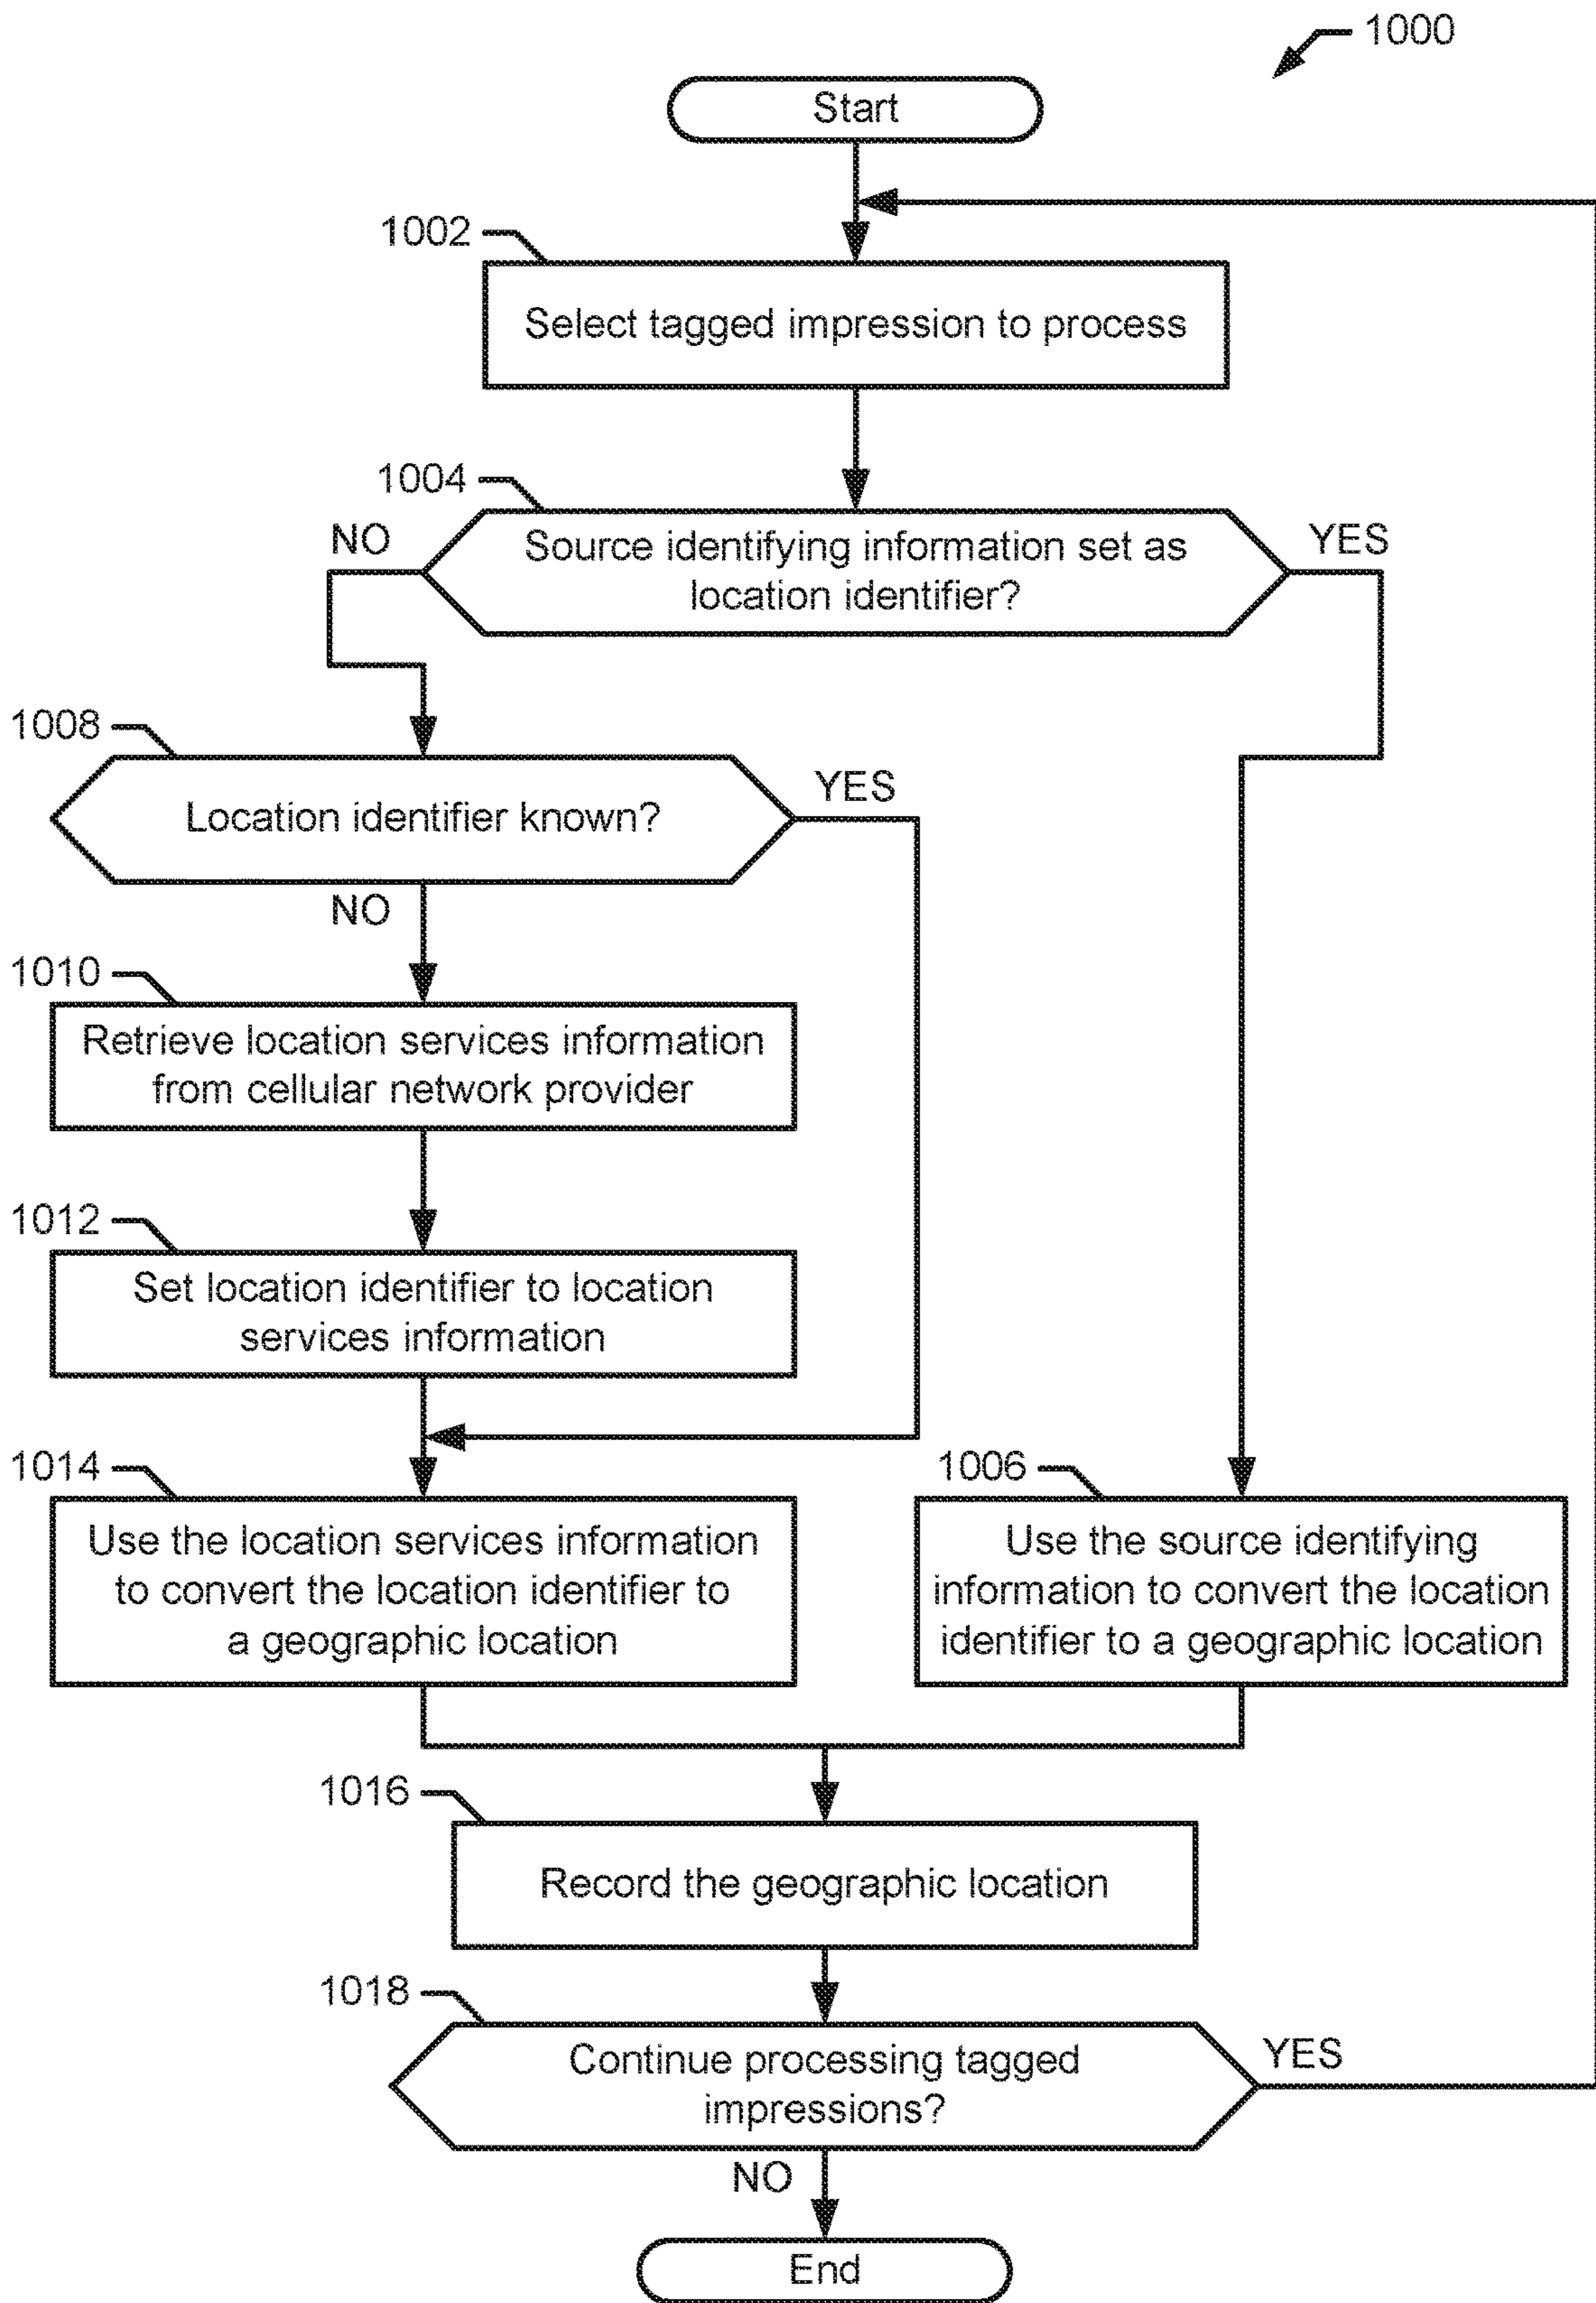 1000
Start
1002
Select tagged impression to process
1004
NO
Source identifying information set as
location identifier?
YES
1008
Location identifier known?
YES
NO
1010
Retrieve location services information
from cellular network provider
1012
Set location identifier to location
services information
1014
Use the location services information
to convert the location identifier to
a geographic location
1006
Use the source identifying
information to convert the location
identifier to a geographic location
1016
Record the geographic location
1018
Continue processing tagged
impressions?
YES
NO
End